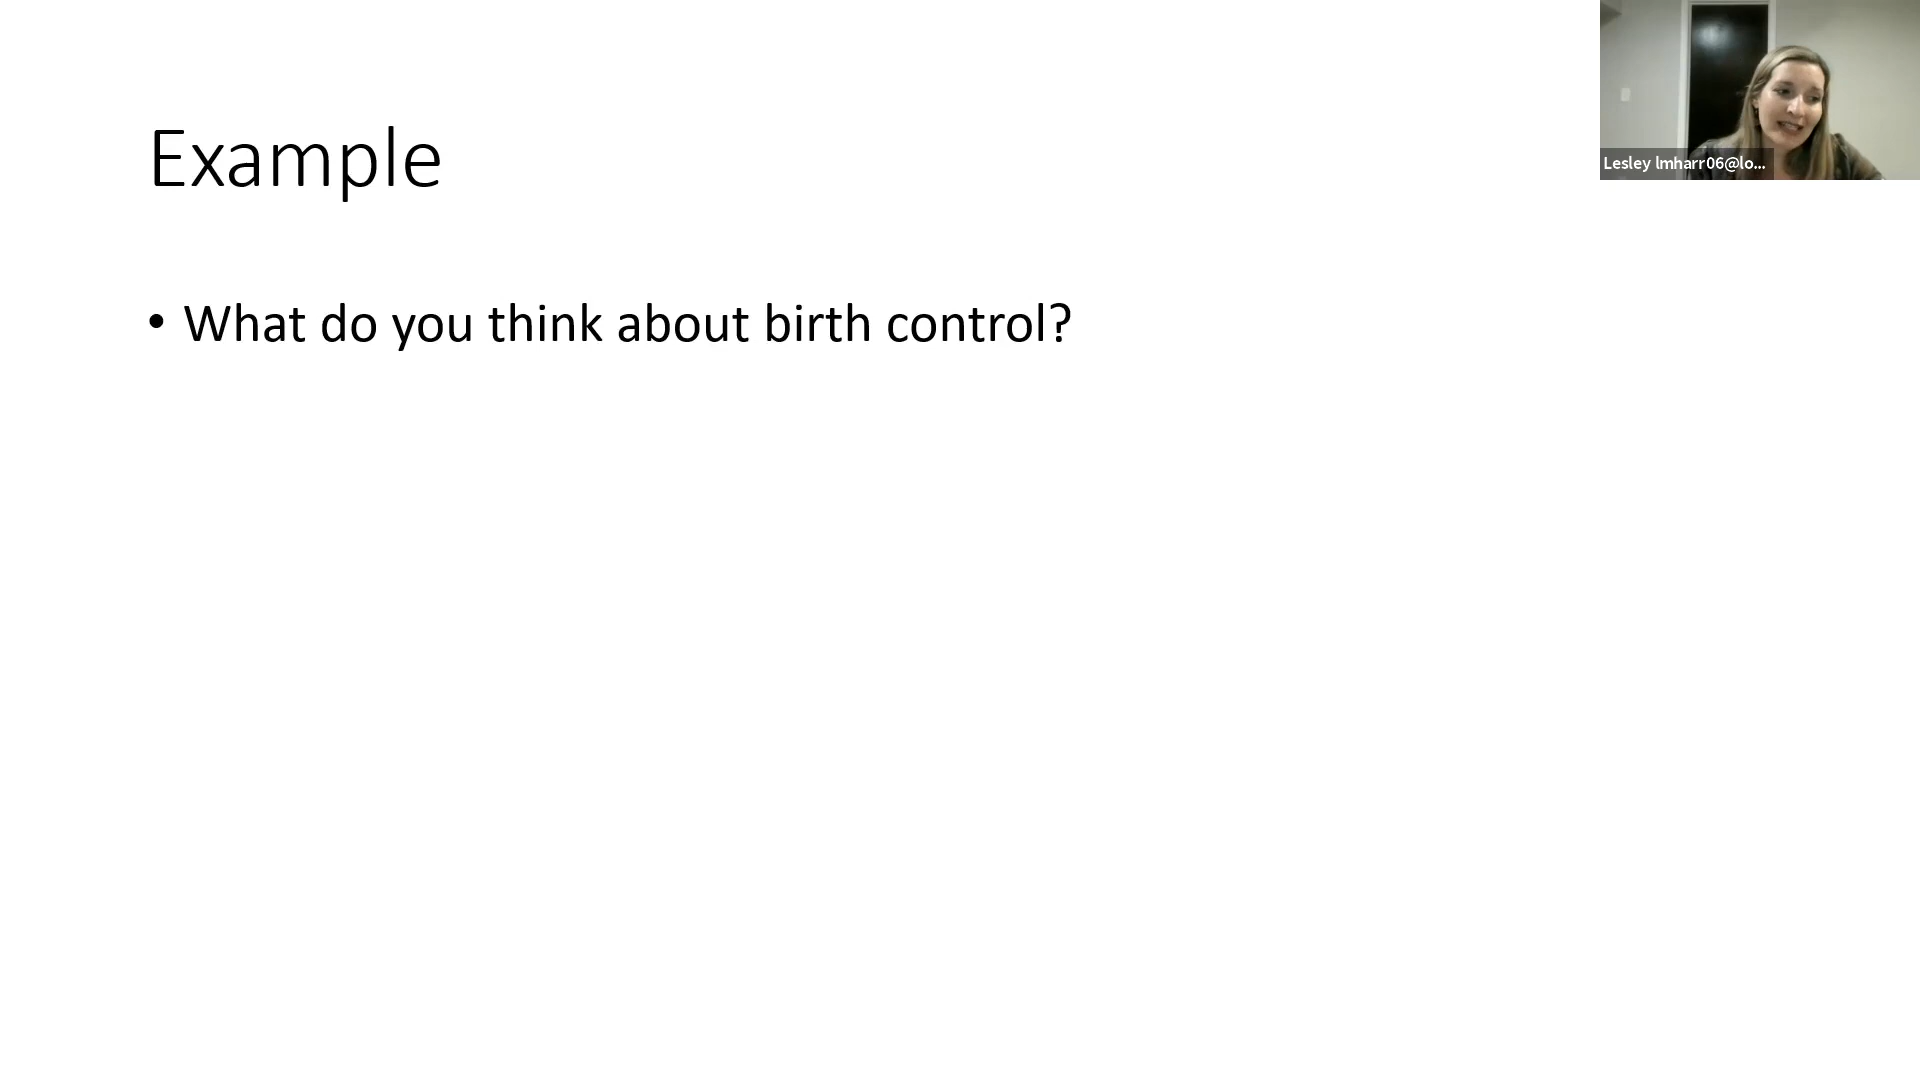 Example
• What do you think about birth control?
Lesley lmharr06@lo...